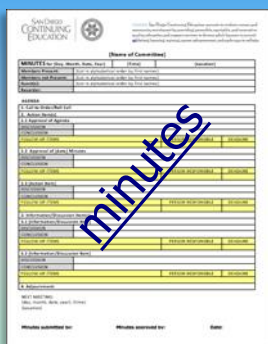 SAN DIEGO
CONTINUING
EDUCATION
[Name of Committee]
MINUTES for (Day, Month, Date, Year) (Time) (Location)
Members Present: (List in alphabetical order by first names)
Members not Present: (List in alphabetical order by first names)
Guest(s): (List in alphabetical order by first names)
Recorder:
AGENDA
1. Call to Order/Roll Call
2. Action Item(s)
2.1 Approval of Agenda
DISCUSSION
CONCLUSION
FOLLOW-UP ITEMS PERSON RESPONSIBLE DEADLINE
2.2 Approval of (date) Minutes
DISCUSSION
CONCLUSION
FOLLOW-UP ITEMS PERSON RESPONSIBLE DEADLINE
2.3 (Action Item)
DISCUSSION
CONCLUSION
FOLLOW-UP ITEMS PERSON RESPONSIBLE DEADLINE
3. Information/Discussion Item(s)
3.1 (Information/Discussion Item)
DISCUSSION
CONCLUSION
FOLLOW-UP ITEMS PERSON RESPONSIBLE DEADLINE
3.2 (Information/Discussion Item)
DISCUSSION
CONCLUSION
FOLLOW-UP ITEMS PERSON RESPONSIBLE DEADLINE
Adjournment
NEXT MEETING:
(day, month, date, year), (time)
(location)
Minutes submitted by: Minutes approved by: Date:
minutes